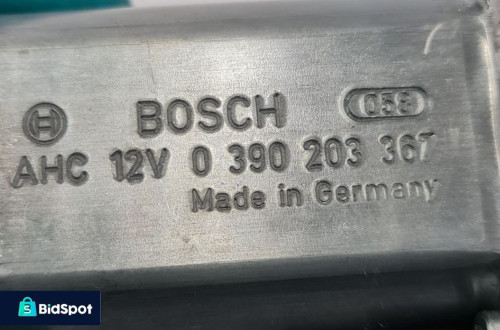 BOSCH 058
AHC 12V 0 390 203 367
Made in Germany
BidSpot